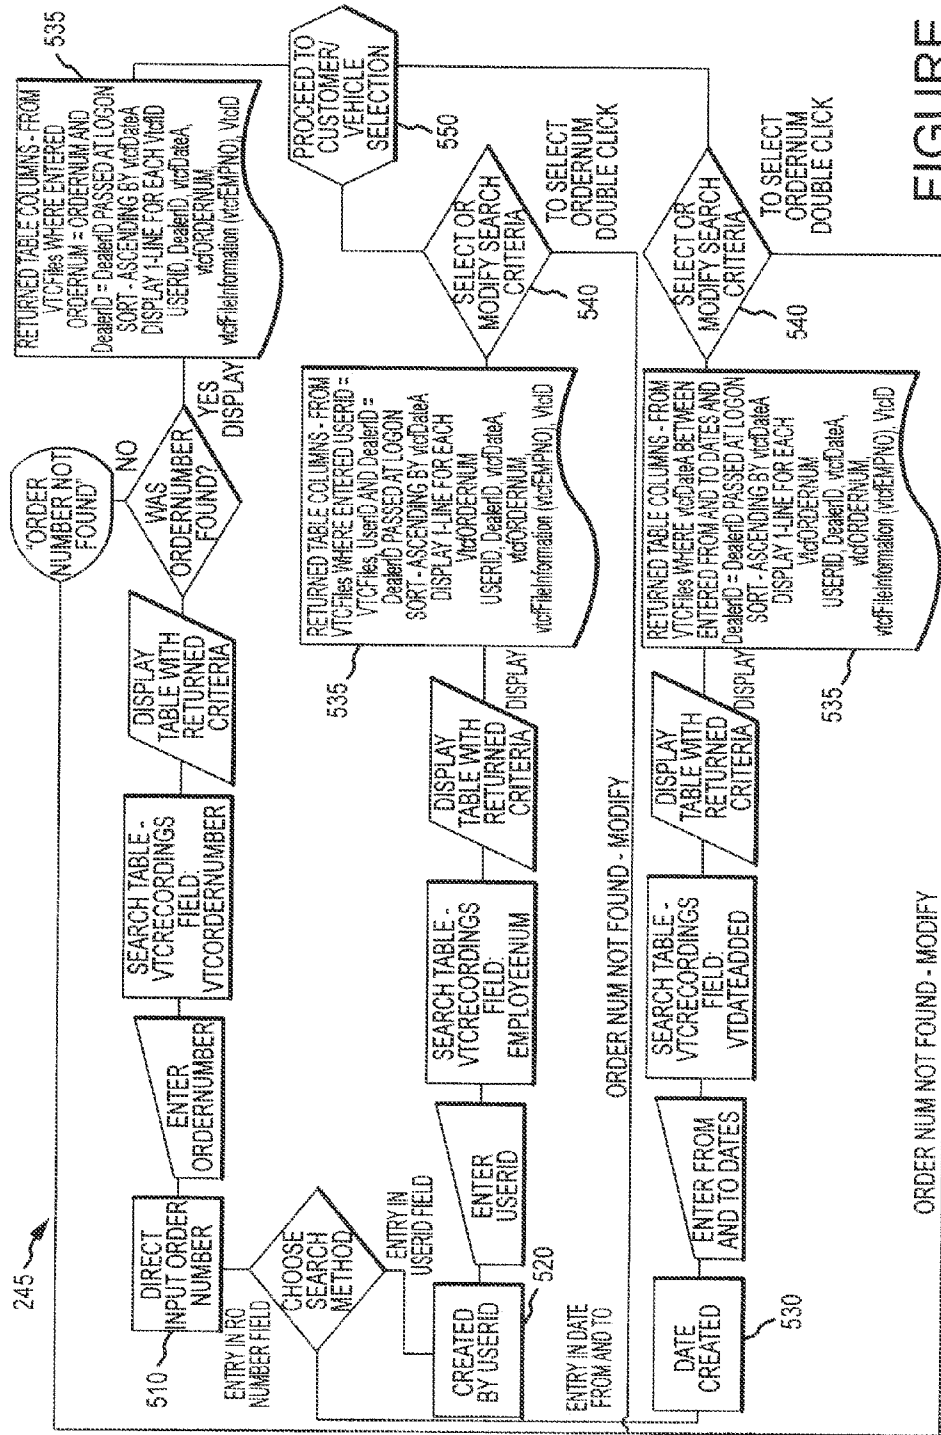 245
"ORDER
NUMBER NOT
FOUND"
510
DIRECT
INPUT ORDER
NUMBER
ENTER
ORDERNUMBER
SEARCH TABLE -
VTCRECORDINGS
FIELD:
VTCORDERNUMBER
DISPLAY
TABLE WITH
RETURNED
CRITERIA
WAS
ORDERNUMBER
FOUND?
NO
YES
DISPLAY
RETURNED TABLE COLUMNS - FROM
VTCFiles WHERE ENTERED
ORDERNUM = ORDERNUM AND
DealerID = DealerID PASSED AT LOGON
SORT - ASCENDING BY vtcfDateA
DISPLAY 1-LINE FOR EACH VtcfID
USERID, DealerID, vtcfDateA,
vtcfORDERNUM,
vtcfFileInformation (vtcfEMPNO), VtcID
535
ENTRY IN RO
NUMBER FIELD
CHOOSE
SEARCH
METHOD
ENTRY IN
USERID FIELD
PROCEED TO
CUSTOMER/
VEHICLE
SELECTION
550
CREATED
BY USERID
520
ENTER
USERID
SEARCH TABLE -
VTCRECORDINGS
FIELD:
EMPLOYEENUM
DISPLAY
TABLE WITH
RETURNED
CRITERIA
DISPLAY
535
RETURNED TABLE COLUMNS - FROM
VTCFiles WHERE ENTERED USERID =
VTCFiles. UserID AND DealerID =
DealerID PASSED AT LOGON
SORT - ASCENDING BY vtcfDateA
DISPLAY 1-LINE FOR EACH
VtcfORDERNUM
USERID, DealerID, vtcfDateA,
vtcfORDERNUM,
vtcfFileInformation (vtcfEMPNO), VtcID
SELECT OR
MODIFY SEARCH
CRITERIA
540
TO SELECT
ORDERNUM
DOUBLE CLICK
ENTRY IN DATE
FROM AND TO
ORDER NUM NOT FOUND - MODIFY
DATE
CREATED
530
ENTER FROM
AND TO DATES
SEARCH TABLE -
VTCRECORDINGS
FIELD:
VTDATEADDED
DISPLAY
TABLE WITH
RETURNED
CRITERIA
DISPLAY
RETURNED TABLE COLUMNS - FROM
VTCFiles WHERE vtcfDateA BETWEEN
ENTERED FROM AND TO DATES AND
DealerID = DealerID PASSED AT LOGON
SORT - ASCENDING BY vtcfDateA
DISPLAY 1-LINE FOR EACH
VtcfORDERNUM
USERID, DealerID, vtcfDateA,
vtcfORDERNUM,
vtcfFileInformation (vtcfEMPNO), VtcID
535
SELECT OR
MODIFY SEARCH
CRITERIA
540
TO SELECT
ORDERNUM
DOUBLE CLICK
ORDER NUM NOT FOUND - MODIFY
FIGURE